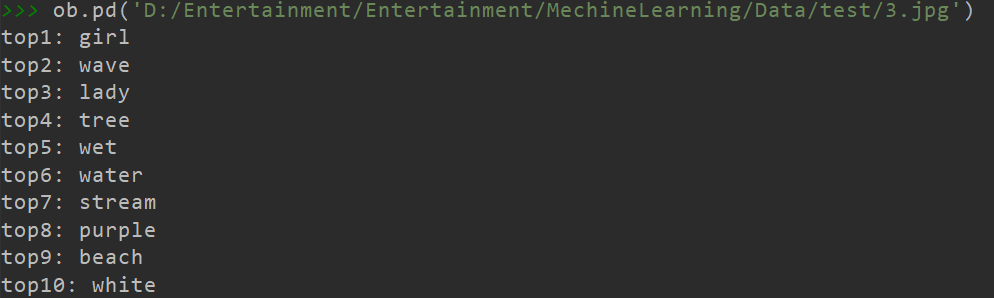 >>> ob.pd('D:/Entertainment/Entertainment/MechineLearning/Data/test/3.jpg')
top1: girl
top2: wave
top3: lady
top4: tree
top5: wet
top6: water
top7: stream
top8: purple
top9: beach
top10: white